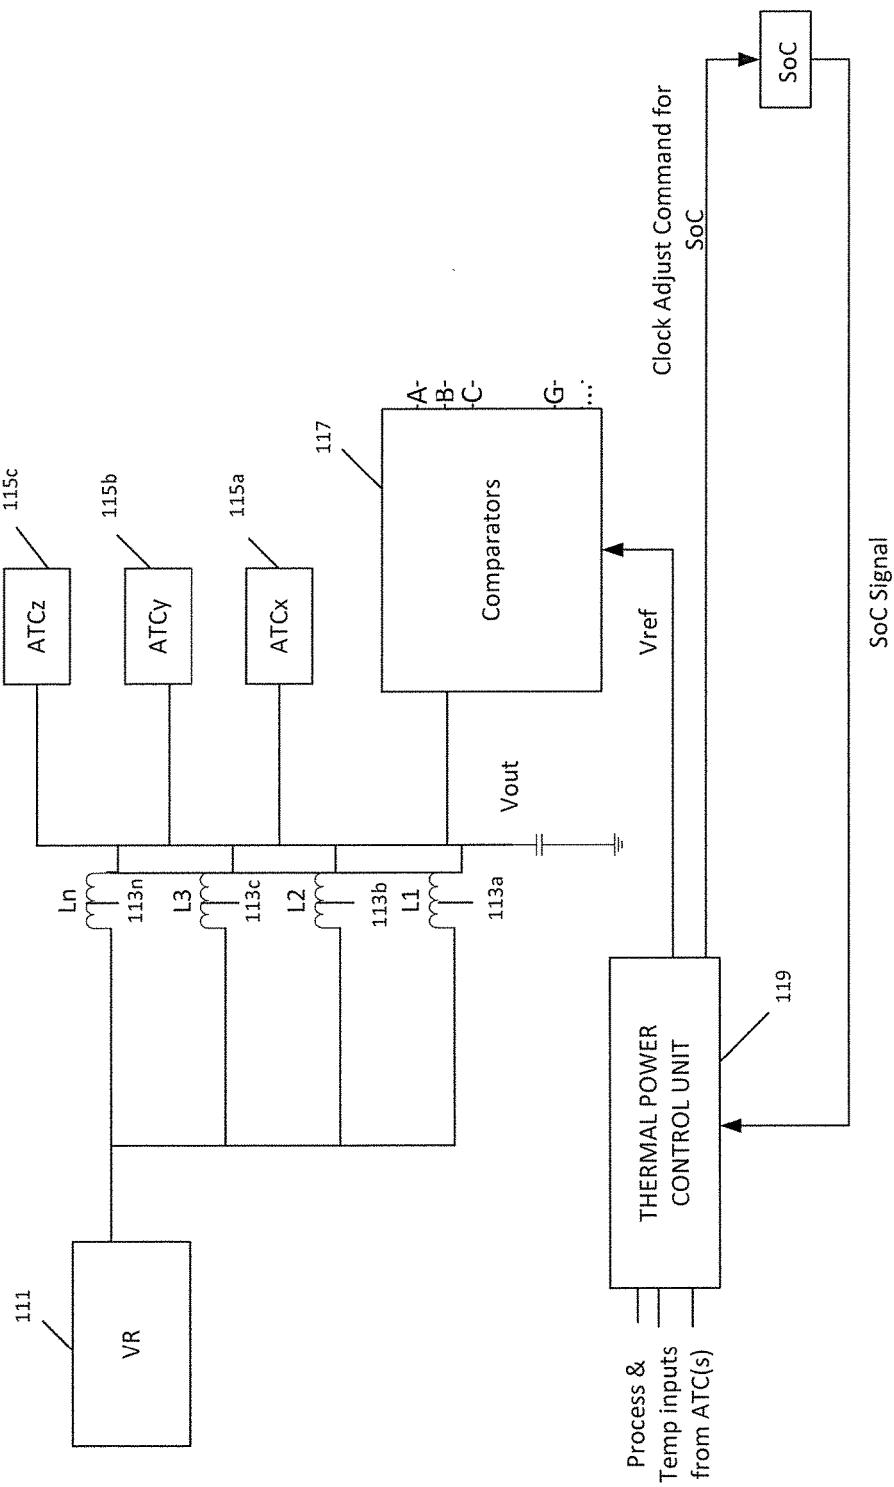 111
VR
Ln
113n
L3
113c
L2
113b
L1
113a
115c
ATCz
115b
ATCy
115a
ATCx
117
Comparators
-A-
-B-
-C-
-G-
....
Vout
Vref
Process &
Temp inputs
from ATC(s)
THERMAL POWER
CONTROL UNIT
119
Clock Adjust Command for
SoC
SoC
SoC Signal